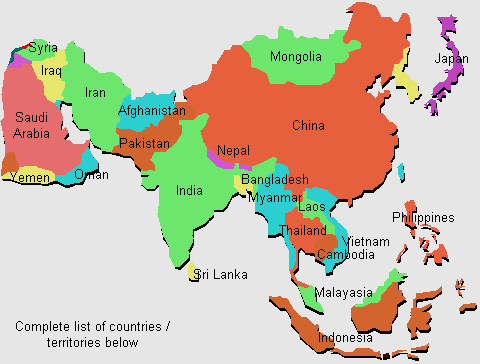 Syria
Mongolia
Japan
Iraq
Iran
Afghanistan
Saudi
Arabia
China
Pakistan
Nepal
Yemen
Oman
India
Bangladesh
Myanmar
Laos
Philippines
Thailand
Vietnam
Cambodia
Sri Lanka
Malayasia
Indonesia
Complete list of countries /
territories below